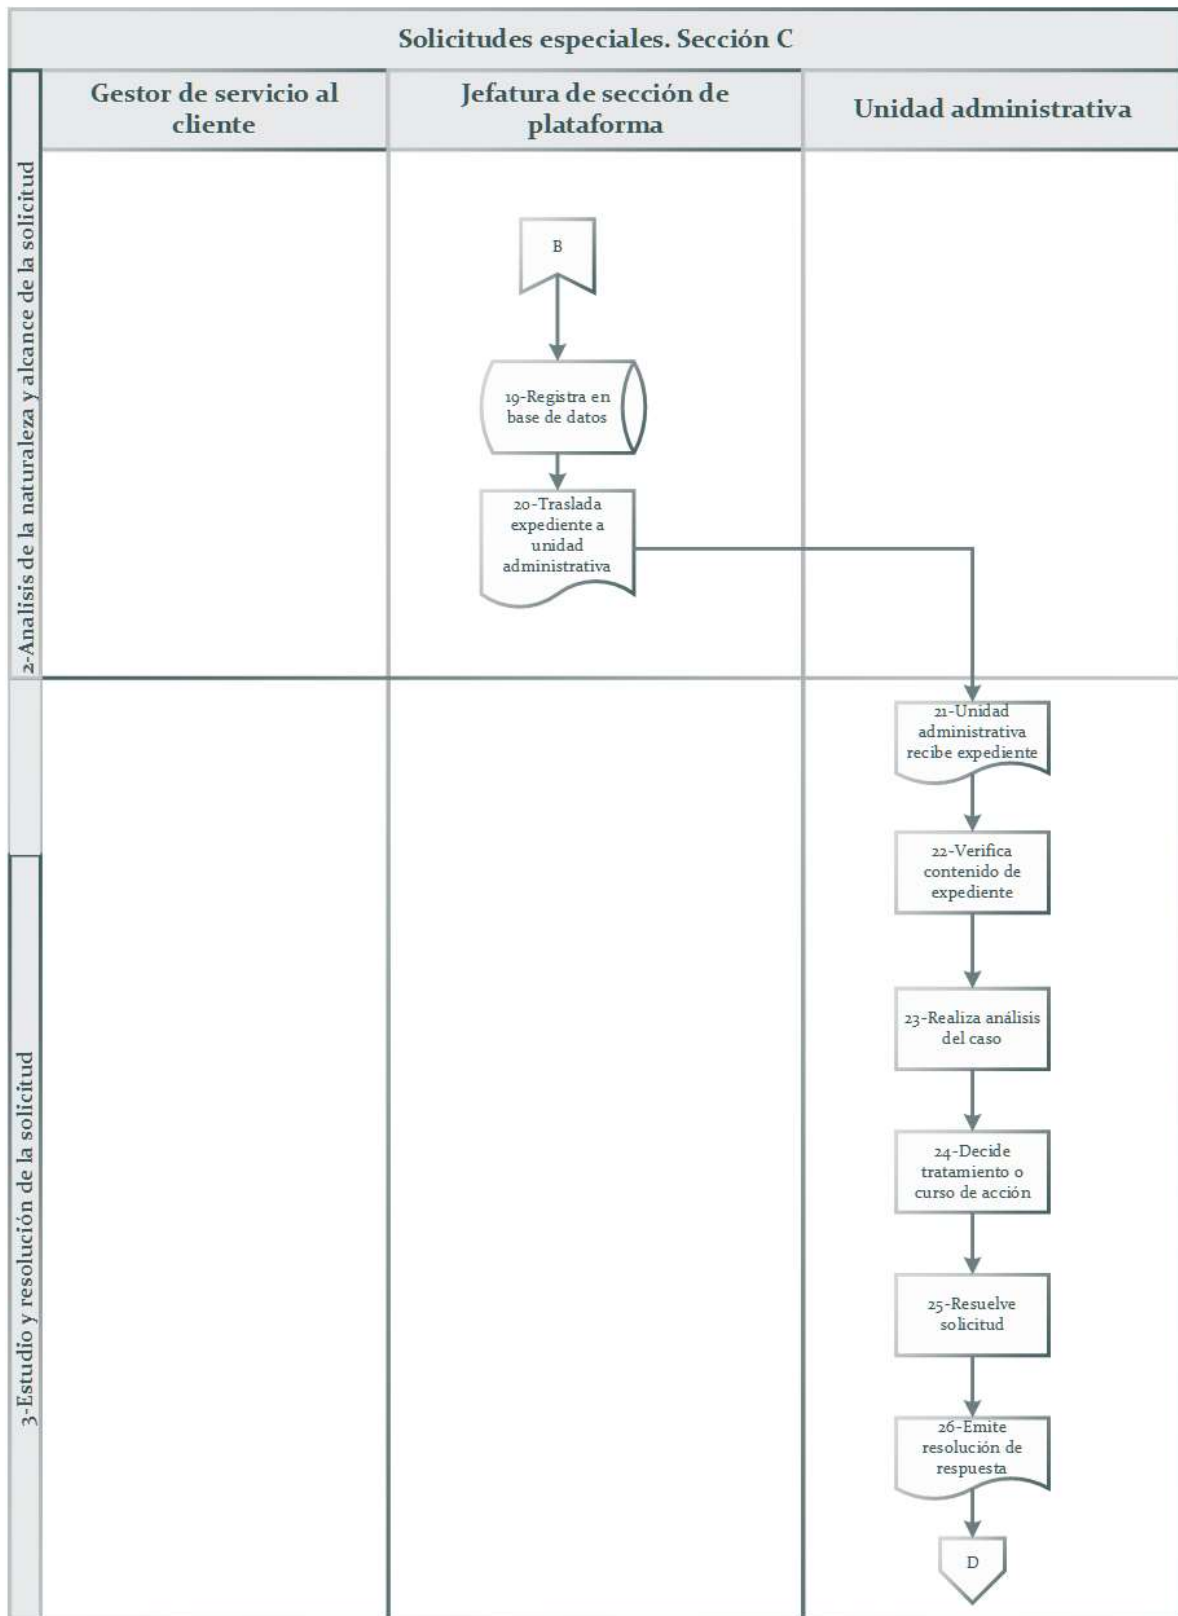 Solicitudes especiales. Sección C
Gestor de servicio al
cliente
Jefatura de sección de
plataforma
Unidad administrativa
2-Analisis de la naturaleza y alcance de la solicitud
B
19-Registra en
base de datos
20-Traslada
expediente a
unidad
administrativa
3-Estudio y resolución de la solicitud
21-Unidad
administrativa
recibe expediente
22-Verifica
contenido de
expediente
23-Realiza análisis
del caso
24-Decide
tratamiento o
curso de acción
25-Resuelve
solicitud
26-Emite
resolución de
respuesta
D